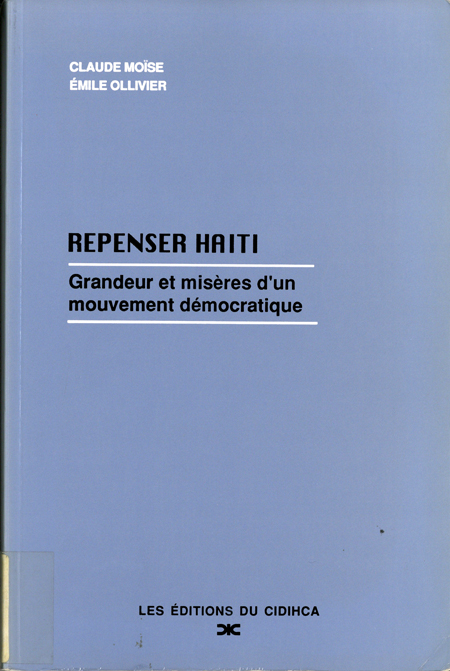 CLAUDE MOÏSE
ÉMILE OLLIVIER
REPENSER HAITI
Grandeur et misères d'un
mouvement démocratique
LES ÉDITIONS DU CIDIHCA